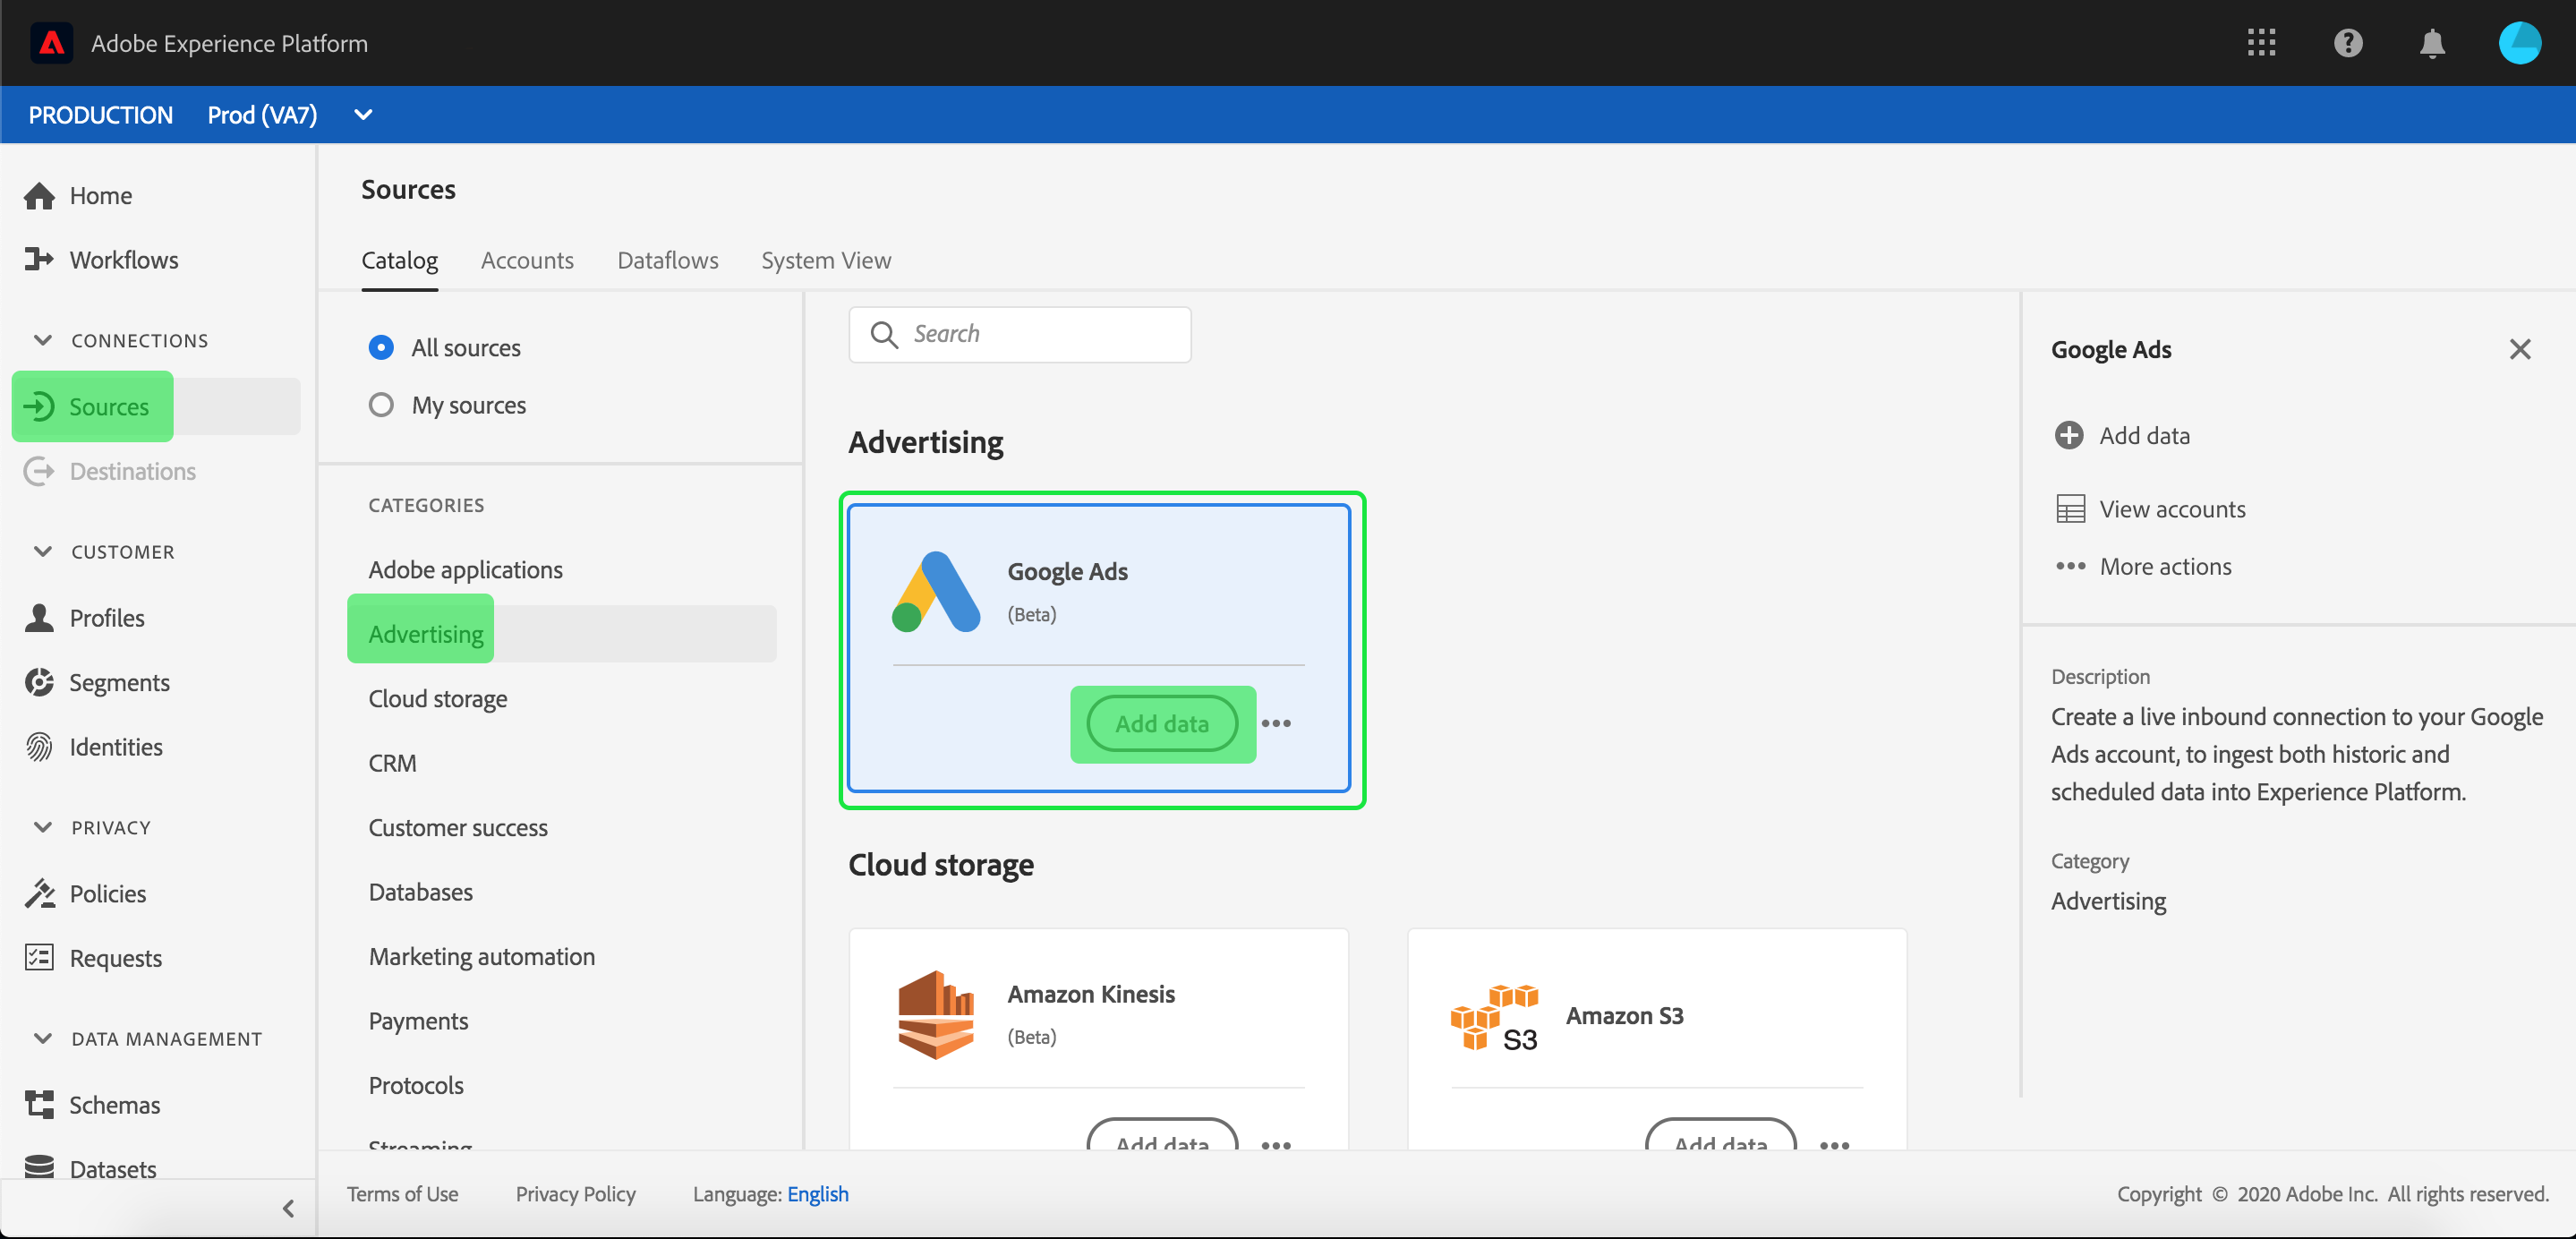 Adobe Experience Platform
PRODUCTION Prod (VA7)
Home
Workflows
CONNECTIONS
Sources
Destinations
CUSTOMER
Profiles
Segments
Identities
PRIVACY
Policies
Requests
DATA MANAGEMENT
Schemas
Datasets
Sources
Catalog Accounts Dataflows System View
All sources
My sources
CATEGORIES
Adobe applications
Advertising
Cloud storage
CRM
Customer success
Databases
Marketing automation
Payments
Protocols
Streaming
Search
Advertising
Google Ads
(Beta)
Add data
Cloud storage
Amazon Kinesis
(Beta)
Add data
S3
Amazon S3
Add data
Google Ads
Add data
View accounts
More actions
Description
Create a live inbound connection to your Google
Ads account, to ingest both historic and
scheduled data into Experience Platform.
Category
Advertising
Terms of Use Privacy Policy Language: English
Copyright © 2020 Adobe Inc. All rights reserved.